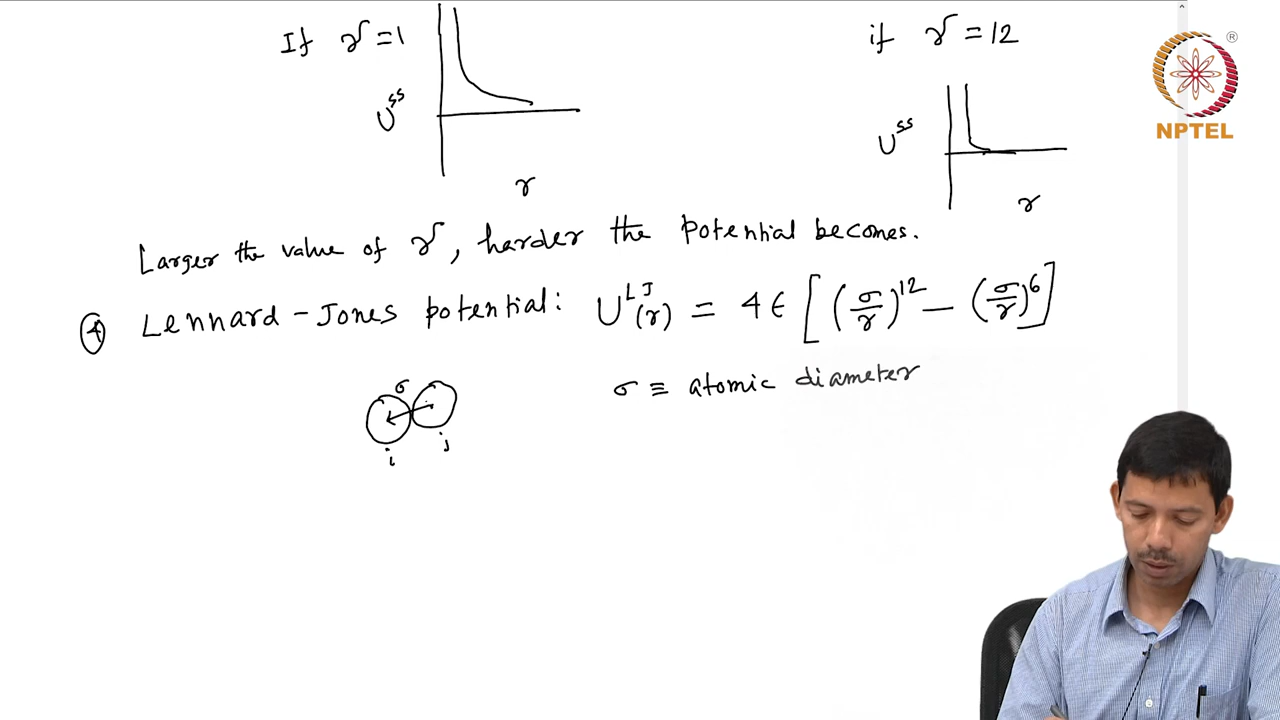 If γ = 1
if γ = 12
®
U^ss
U^ss
NPTEL
r
r
Larger the value of γ, harder the potential becomes.
④ Lennard-Jones potential: U^LJ(r) = 4ϵ [(σ/r)^12 − (σ/r)^6]
σ ≡ atomic diameter
σ
i
j